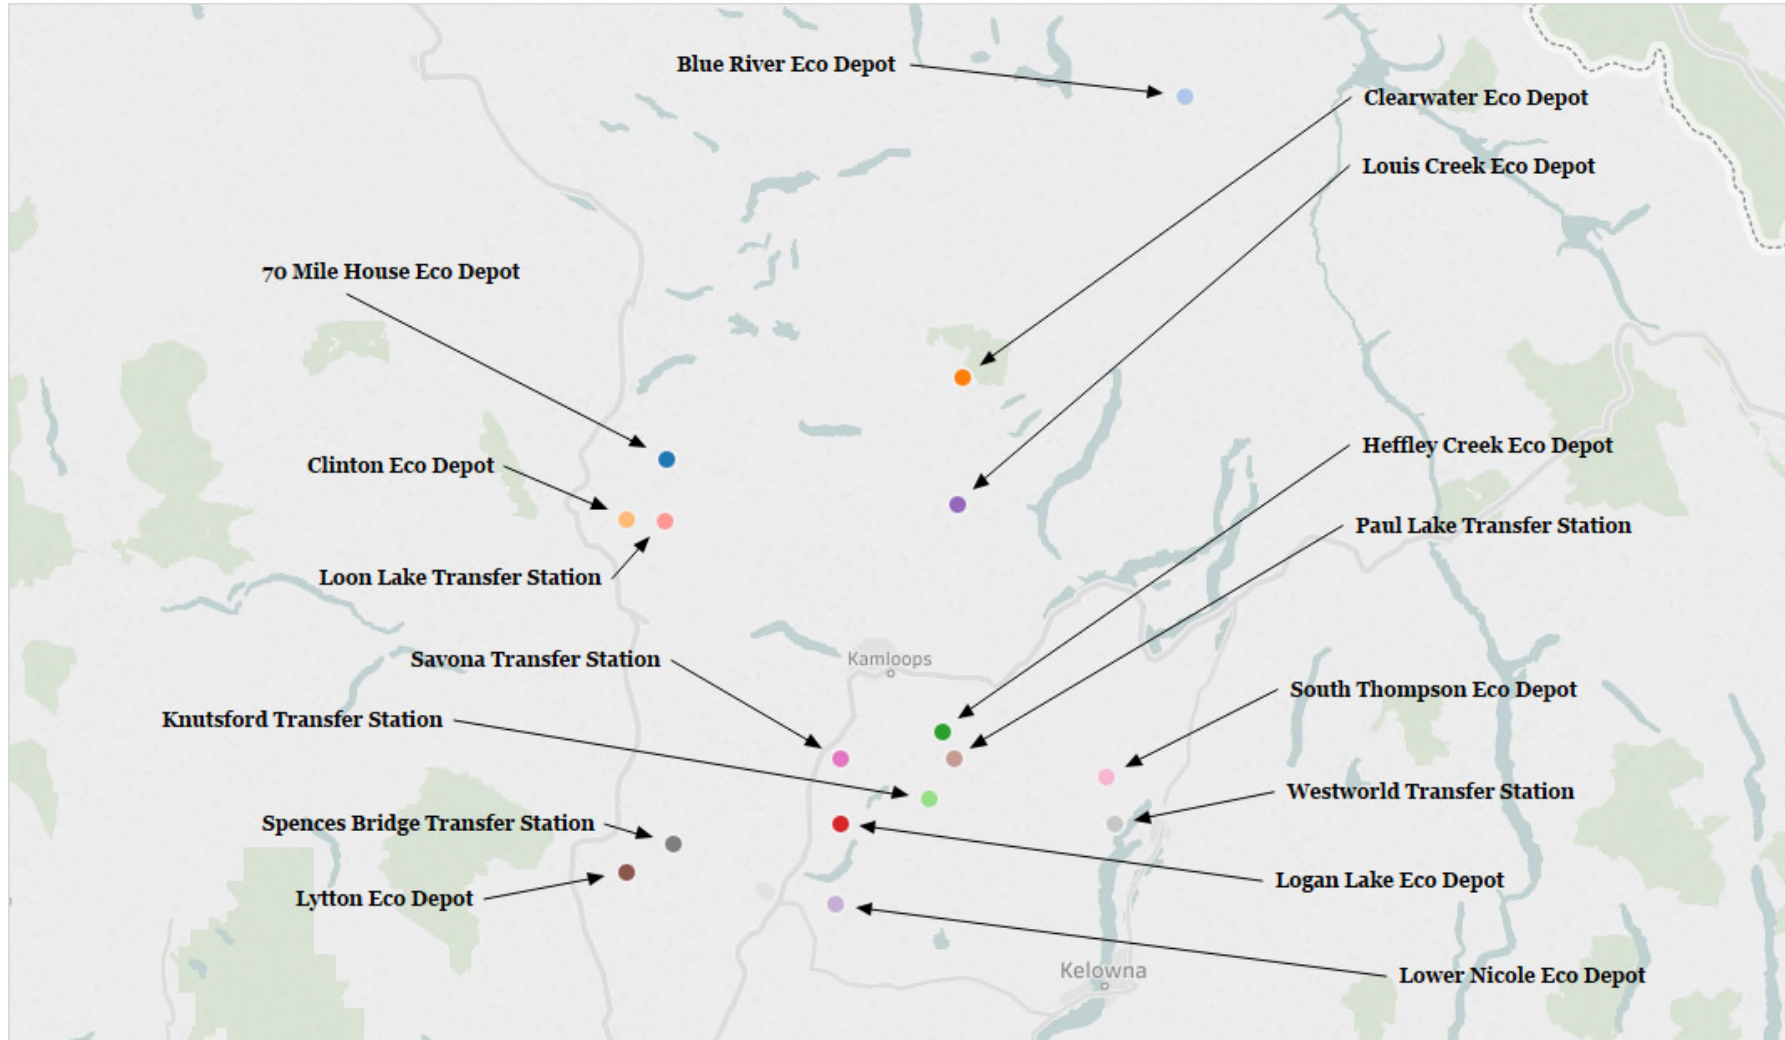 Blue River Eco Depot
Clearwater Eco Depot
Louis Creek Eco Depot
70 Mile House Eco Depot
Heffley Creek Eco Depot
Clinton Eco Depot
Paul Lake Transfer Station
Loon Lake Transfer Station
Kamloops
Savona Transfer Station
South Thompson Eco Depot
Knutsford Transfer Station
Westworld Transfer Station
Spences Bridge Transfer Station
Logan Lake Eco Depot
Lytton Eco Depot
Kelowna
Lower Nicole Eco Depot